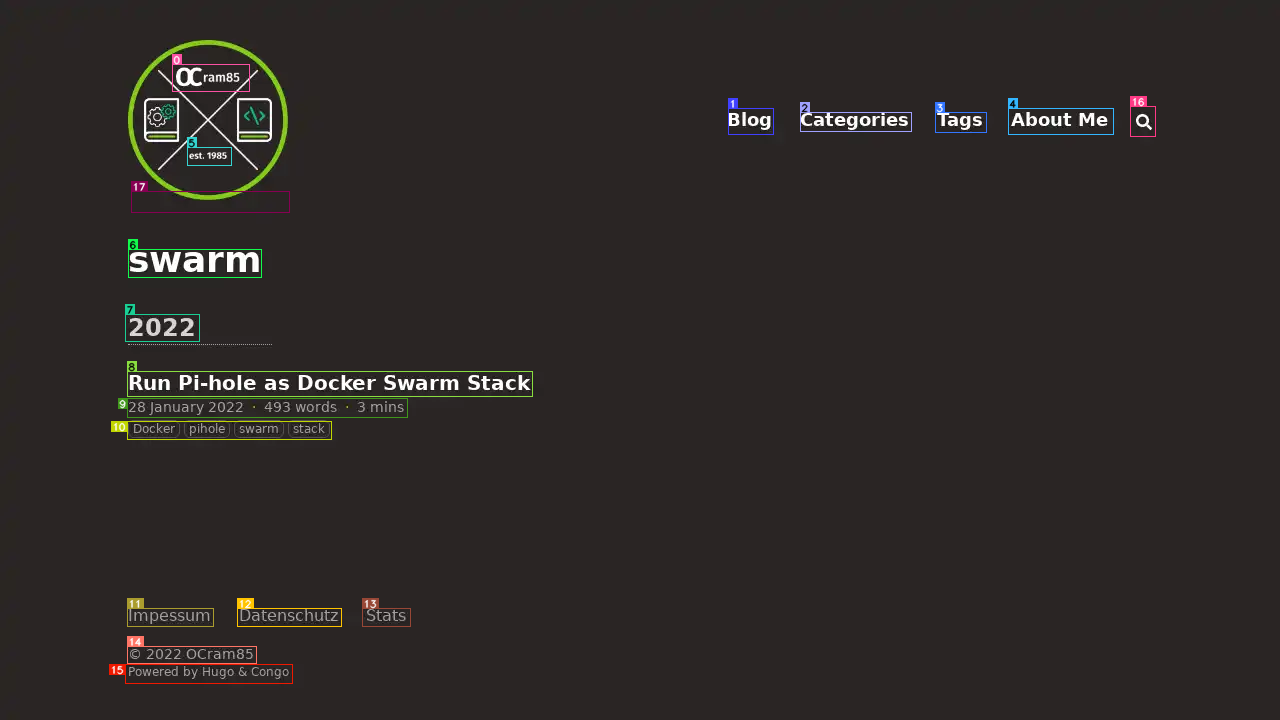 OCram85
est. 1985
Blog Categories Tags About Me
swarm
2022
Run Pi-hole as Docker Swarm Stack
28 January 2022 · 493 words · 3 mins
Docker pihole swarm stack
Impessum Datenschutz Stats
© 2022 OCram85
Powered by Hugo & Congo
0
1
2
3
4
5
6
7
8
9
10
11
12
13
14
15
16
17